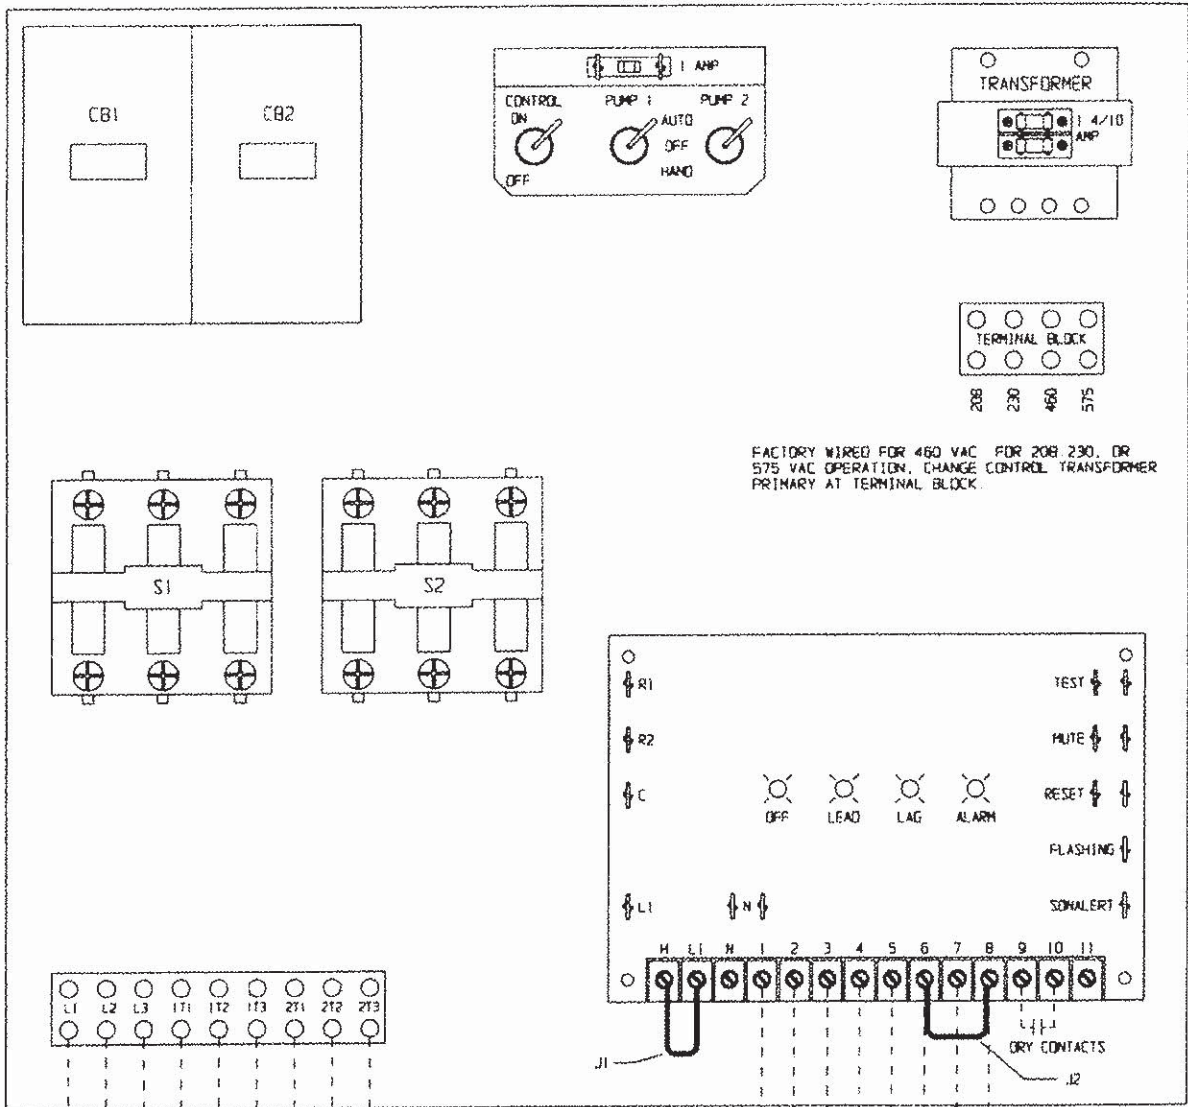 CB1 CB2
1 AMP
CONTROL PUMP 1 PUMP 2
ON AUTO
OFF
HAND
OFF
TRANSFORMER
1 4/10
AMP
TERMINAL BLOCK
208 230 460 575
FACTORY WIRED FOR 460 VAC FOR 208 230, OR
575 VAC OPERATION, CHANGE CONTROL TRANSFORMER
PRIMARY AT TERMINAL BLOCK.
S1 S2
R1 TEST
R2 MUTE
C RESET
OFF LEAD LAG ALARM
FLASHING
L1 N SONALERT
H L1 N 1 2 3 4 5 6 7 8 9 10 11
L1 L2 L3 1T1 1T2 1T3 2T1 2T2 2T3
DRY CONTACTS
J1
J2